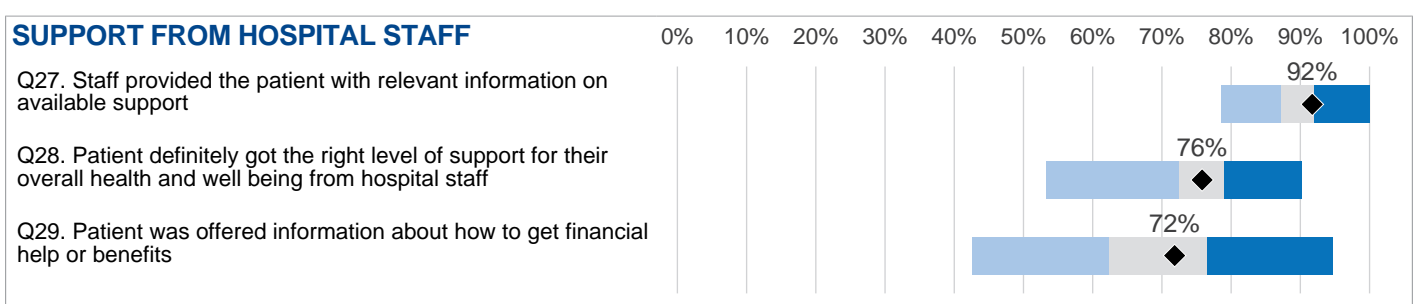 SUPPORT FROM HOSPITAL STAFF 0% 10% 20% 30% 40% 50% 60% 70% 80% 90% 100%
Q27. Staff provided the patient with relevant information on
available support
92%
Q28. Patient definitely got the right level of support for their
overall health and well being from hospital staff
76%
Q29. Patient was offered information about how to get financial
help or benefits
72%